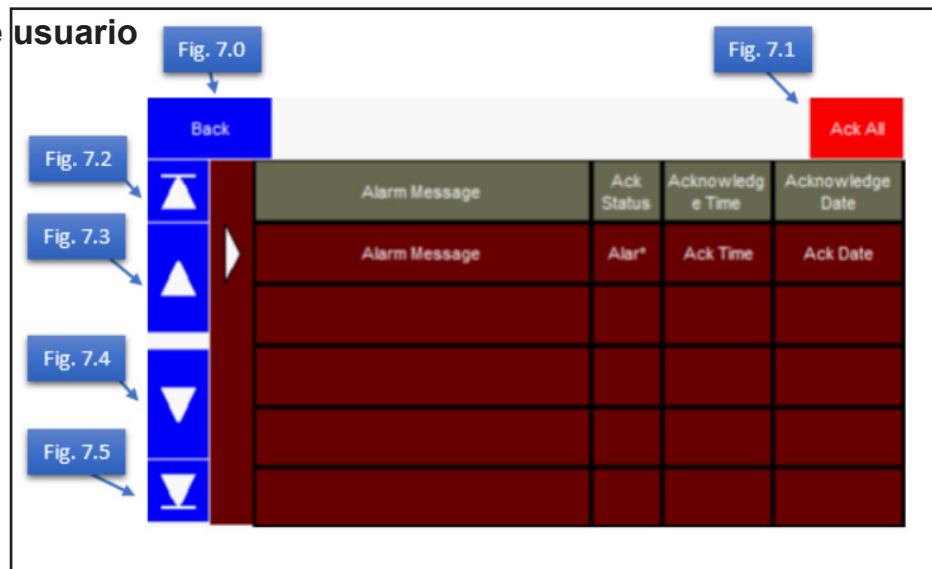 e usuario
Fig. 7.0
Fig. 7.1
Back
Ack All
Fig. 7.2
Alarm Message
Ack
Status
Acknowledg
e Time
Acknowledge
Date
Fig. 7.3
Alarm Message
Alar*
Ack Time
Ack Date
Fig. 7.4
Fig. 7.5